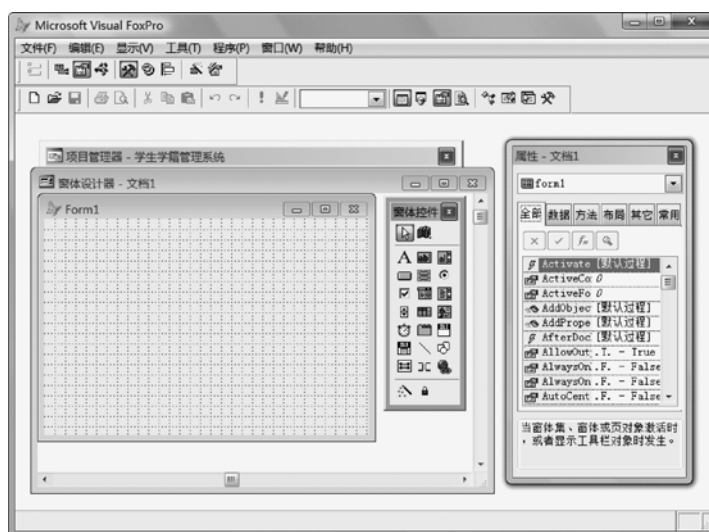 Microsoft Visual FoxPro
文件(F) 编辑(E) 显示(V) 工具(T) 程序(P) 窗口(W) 帮助(H)
项目管理器 - 学生学籍管理系统
窗体设计器 - 文档1
Form1
窗体控件
属性 - 文档1
form1
全部 数据 方法 布局 其它 常用
Activate [默认过程]
ActiveCo 0
ActiveFo 0
AddObjec [默认过程]
AddPrope [默认过程]
AfterDoc [默认过程]
AllowOut .T. - True
AlwaysOn .F. - False
AlwaysOn .F. - False
AutoCent .F. - False
当窗体集、窗体或页对象激活时
,或者显示工具栏对象时发生。